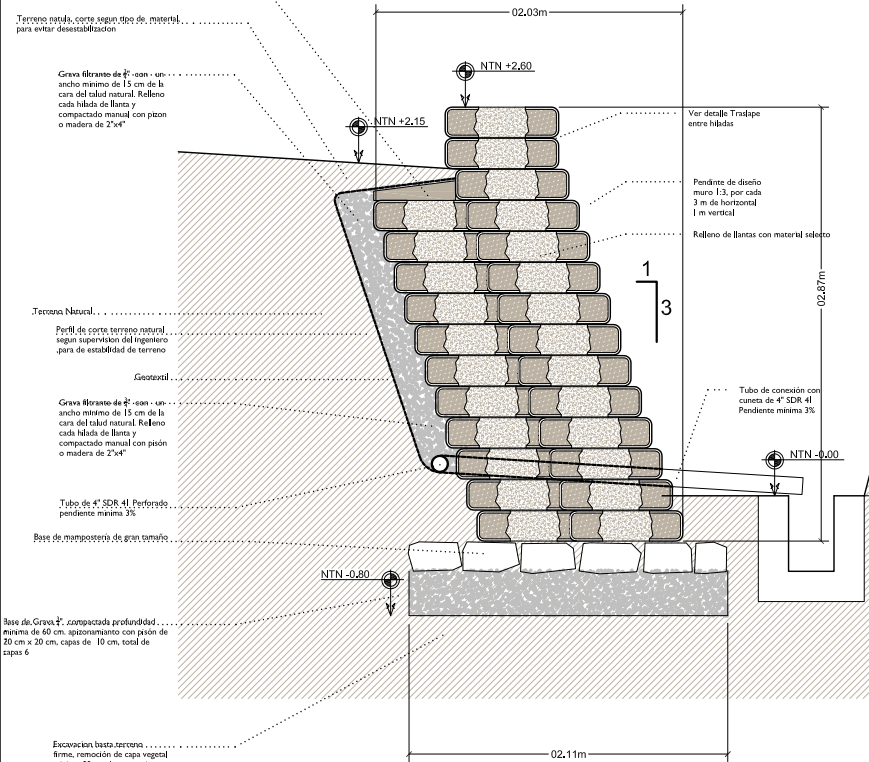 02.03m
Terreno natula, corte segun tipo de material
para evitar desestabilizacion
NTN +2.60
Grava filtrante de ¾" con un
ancho minimo de 15 cm de la
cara del talud natural. Relleno
cada hilada de llanta y
compactado manual con pizon
o madera de 2"x4"
NTN +2.15
Ver detalle Traslape
entre hiladas
Pendinte de diseño
muro 1:3, por cada
3 m de horizontal
1 m vertical
Relleno de llantas con material selecto
1
3
02.87m
Terreno Natural
Perfil de corte terreno natural
segun supervision del ingeniero
,para de estabilidad de terreno
Geotextil
Grava filtrante de ¾" con un
ancho minimo de 15 cm de la
cara del talud natural. Relleno
cada hilada de llanta y
compactado manual con pisón
o madera de 2"x4"
Tubo de conexión con
cuneta de 4" SDR 41
Pendiente mínima 3%
NTN -0.00
Tubo de 4" SDR 41 Perforado
pendiente minima 3%
Base de mampostería de gran tamaño
NTN -0.80
Base de Grava ¾", compactada profundidad
minima de 60 cm. apizonamianto con pisón de
20 cm x 20 cm, capas de 10 cm, total de
capas 6
Excavacion hasta terreno
firme, remoción de capa vegetal
02.11m